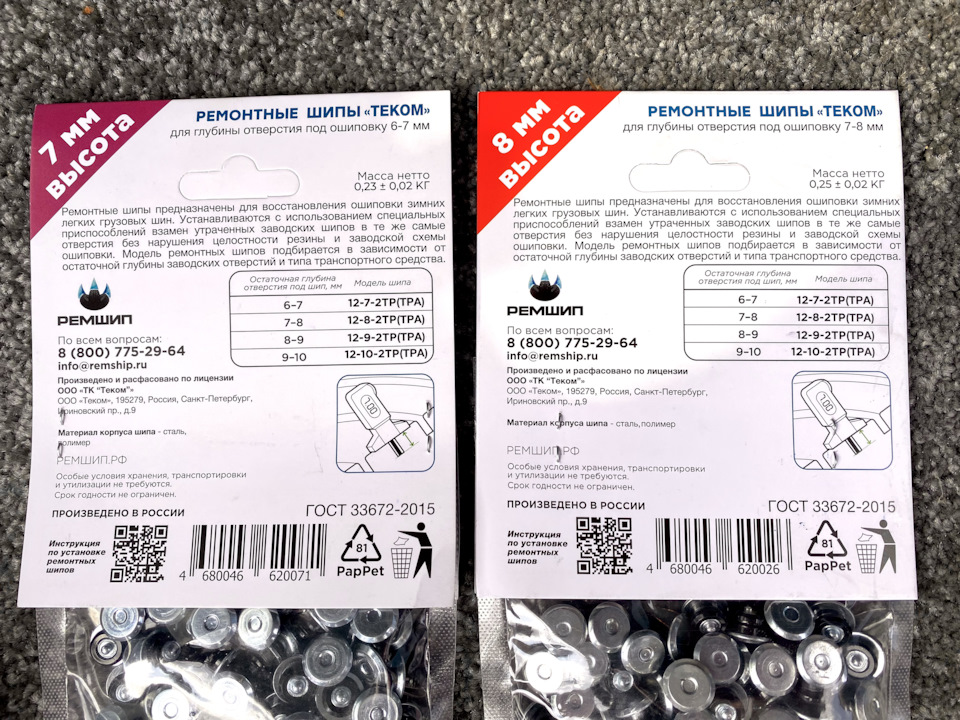 7 мм
высота
РЕМОНТНЫЕ ШИПЫ «ТЕКОМ»
для глубины отверстия под ошиповку 6-7 мм
Масса нетто
0,23 ± 0,02 КГ
Ремонтные шипы предназначены для восстановления ошиповки зимних
легких грузовых шин. Устанавливаются с использованием специальных
приспособлений взамен утраченных заводских шипов в те же самые
отверстия без нарушения целостности резины и заводской схемы
ошиповки. Модель ремонтных шипов подбирается в зависимости от
остаточной глубины заводских отверстий и типа транспортного средства.
Остаточная глубина
отверстия под шип, мм
Модель шипа
6-7 12-7-2ТР(ТРА)
7-8 12-8-2ТР(ТРА)
8-9 12-9-2ТР(ТРА)
9-10 12-10-2ТР(ТРА)
РЕМШИП
По всем вопросам:
8 (800) 775-29-64
info@remship.ru
Произведено и расфасовано по лицензии
ООО «ТК "Теком"»
ООО «Теком», 195279, Россия, Санкт-Петербург,
Ириновский пр., д.9
Материал корпуса шипа - сталь,
полимер
РЕМШИП.РФ
Особые условия хранения, транспортировки
и утилизации не требуются.
Срок годности не ограничен.
7.00
ПРОИЗВЕДЕНО В РОССИИ
ГОСТ 33672-2015
Инструкция
по установке
ремонтных
шипов
4 680046 620071
81
PapPet
8 мм
высота
РЕМОНТНЫЕ ШИПЫ «ТЕКОМ»
для глубины отверстия под ошиповку 7-8 мм
Масса нетто
0,25 ± 0,02 КГ
Ремонтные шипы предназначены для восстановления ошиповки зимних
легких грузовых шин. Устанавливаются с использованием специальных
приспособлений взамен утраченных заводских шипов в те же самые
отверстия без нарушения целостности резины и заводской схемы
ошиповки. Модель ремонтных шипов подбирается в зависимости от
остаточной глубины заводских отверстий и типа транспортного средства.
Остаточная глубина
отверстия под шип, мм
Модель шипа
6-7 12-7-2ТР(ТРА)
7-8 12-8-2ТР(ТРА)
8-9 12-9-2ТР(ТРА)
9-10 12-10-2ТР(ТРА)
РЕМШИП
По всем вопросам:
8 (800) 775-29-64
info@remship.ru
Произведено и расфасовано по лицензии
ООО «ТК "Теком"»
ООО «Теком», 195279, Россия, Санкт-Петербург,
Ириновский пр., д.9
Материал корпуса шипа - сталь, полимер
РЕМШИП.РФ
Особые условия хранения, транспортировки
и утилизации не требуются.
Срок годности не ограничен.
7.00
ПРОИЗВЕДЕНО В РОССИИ
ГОСТ 33672-2015
Инструкция
по установке
ремонтных
шипов
4 680046 620026
81
PapPet